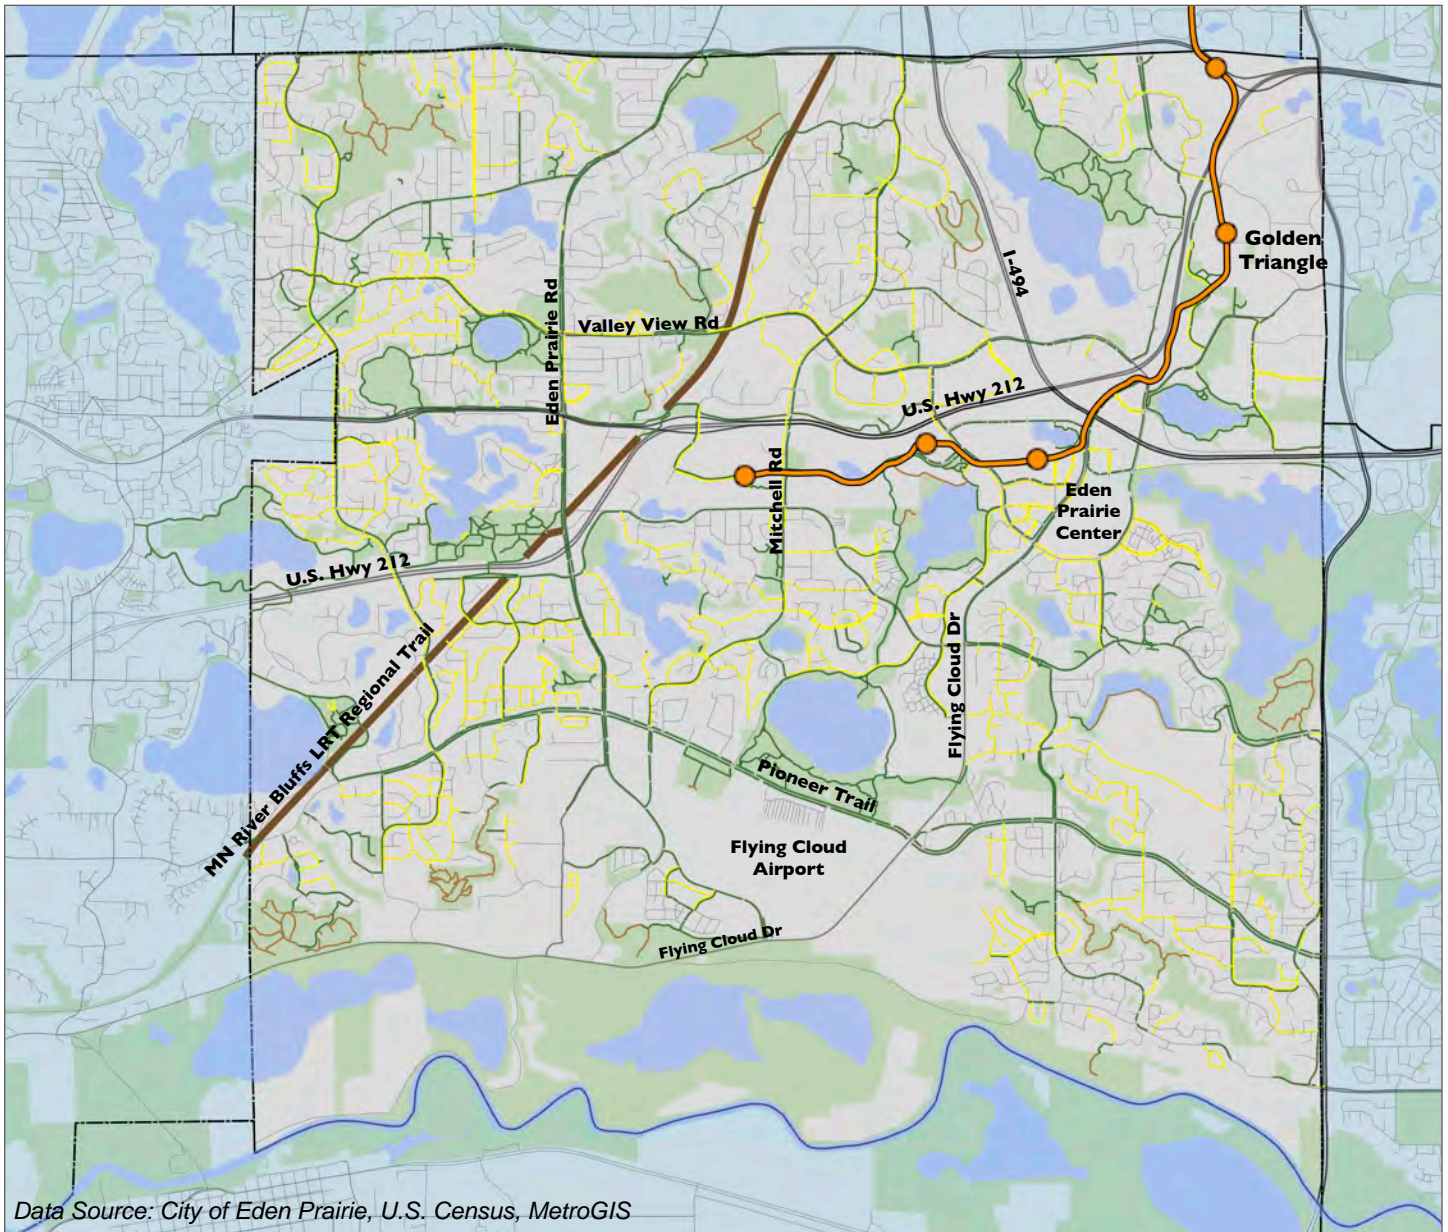 Golden
Triangle
I-494
Eden Prairie Rd
Valley View Rd
U.S. Hwy 212
Mitchell Rd
Eden
Prairie
Center
U.S. Hwy 212
MN River Bluffs LRT Regional Trail
Flying Cloud Dr
Pioneer Trail
Flying Cloud
Airport
Flying Cloud Dr
Data Source: City of Eden Prairie, U.S. Census, MetroGIS